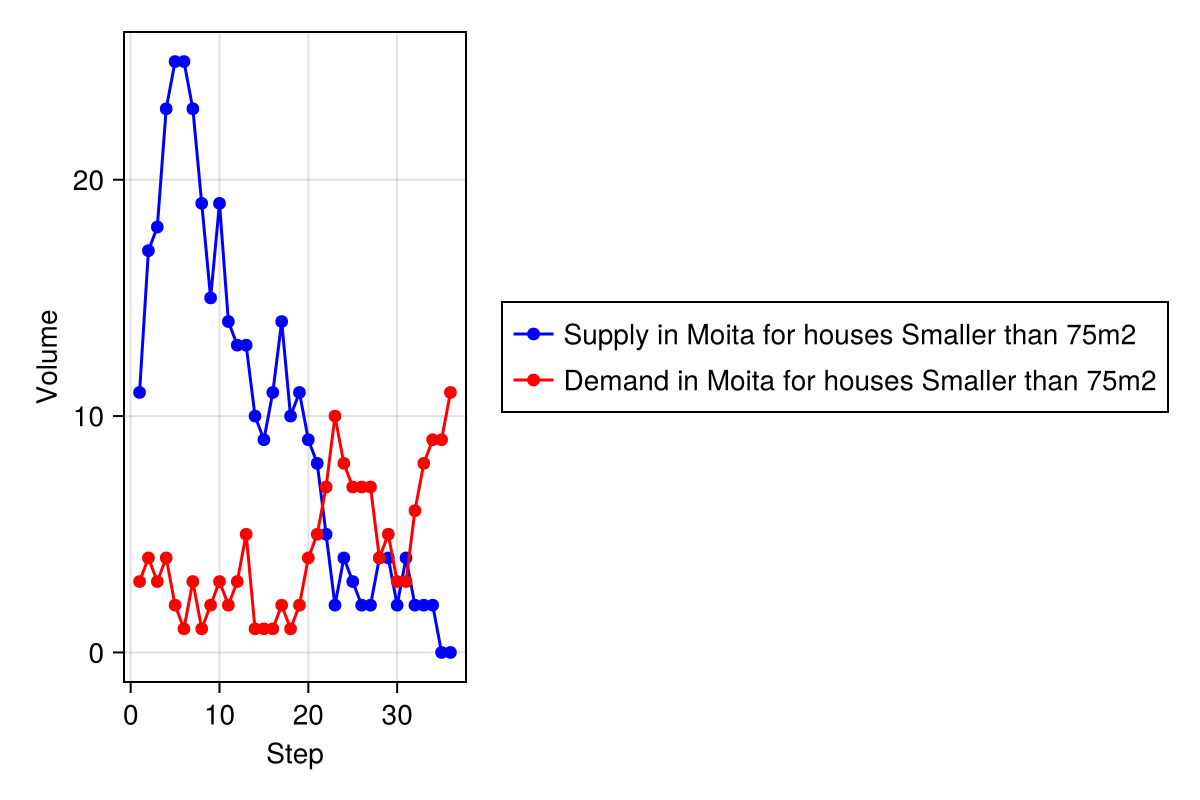 20
10
0
Volume
0 10 20 30
Step
Supply in Moita for houses Smaller than 75m2
Demand in Moita for houses Smaller than 75m2